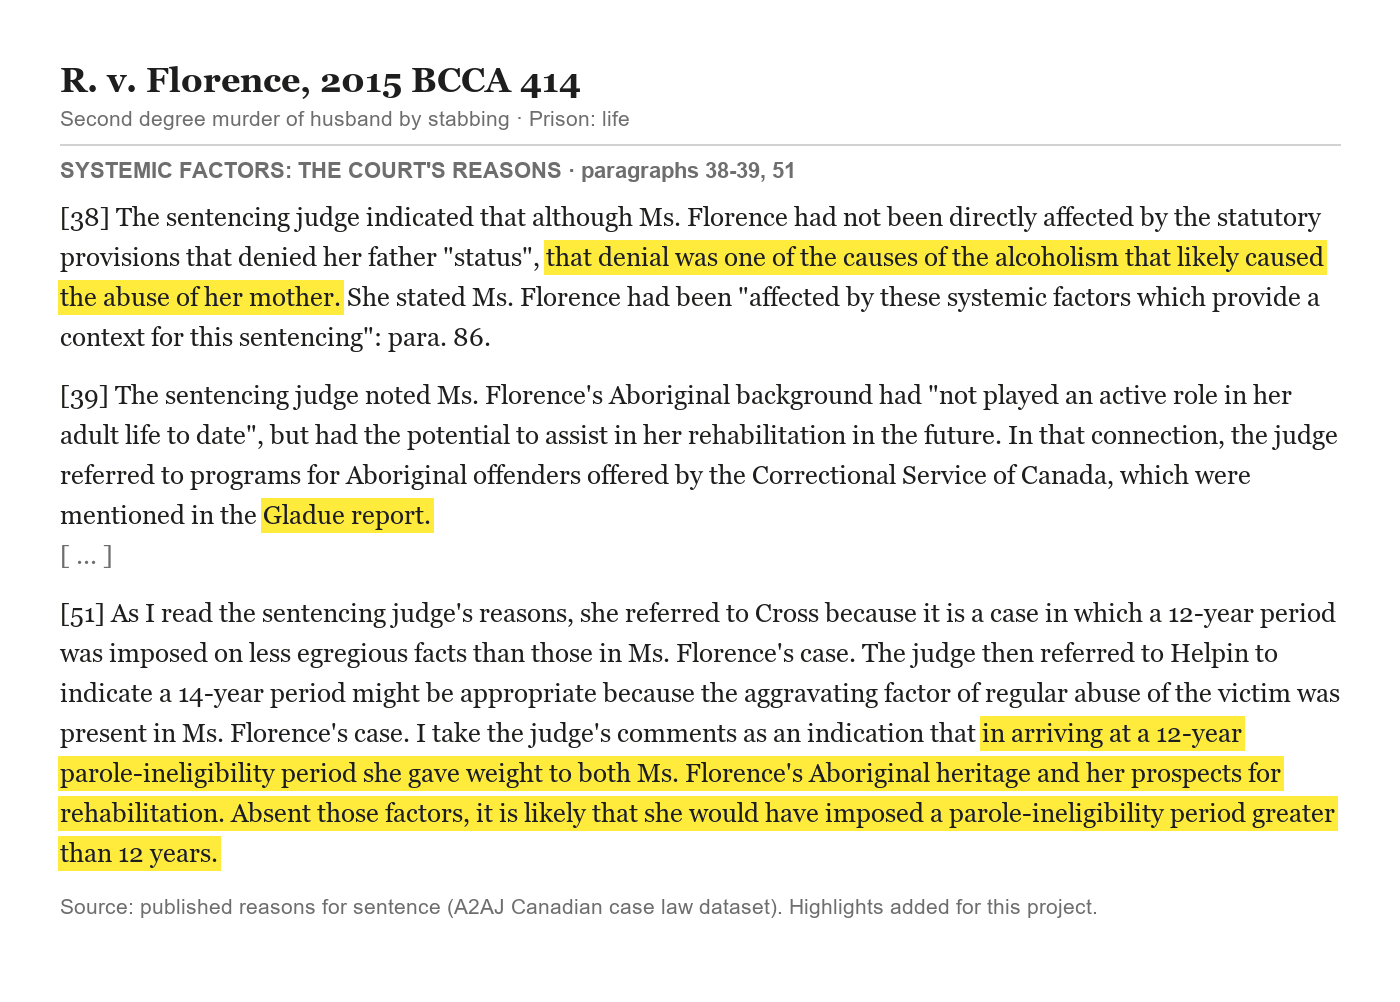 R. v. Florence, 2015 BCCA 414
Second degree murder of husband by stabbing · Prison: life
SYSTEMIC FACTORS: THE COURT'S REASONS · paragraphs 38-39, 51
[38] The sentencing judge indicated that although Ms. Florence had not been directly affected by the statutory
provisions that denied her father "status", that denial was one of the causes of the alcoholism that likely caused
the abuse of her mother. She stated Ms. Florence had been "affected by these systemic factors which provide a
context for this sentencing": para. 86.
[39] The sentencing judge noted Ms. Florence's Aboriginal background had "not played an active role in her
adult life to date", but had the potential to assist in her rehabilitation in the future. In that connection, the judge
referred to programs for Aboriginal offenders offered by the Correctional Service of Canada, which were
mentioned in the Gladue report.
[ ... ]
[51] As I read the sentencing judge's reasons, she referred to Cross because it is a case in which a 12-year period
was imposed on less egregious facts than those in Ms. Florence's case. The judge then referred to Helpin to
indicate a 14-year period might be appropriate because the aggravating factor of regular abuse of the victim was
present in Ms. Florence's case. I take the judge's comments as an indication that in arriving at a 12-year
parole-ineligibility period she gave weight to both Ms. Florence's Aboriginal heritage and her prospects for
rehabilitation. Absent those factors, it is likely that she would have imposed a parole-ineligibility period greater
than 12 years.
Source: published reasons for sentence (A2AJ Canadian case law dataset). Highlights added for this project.